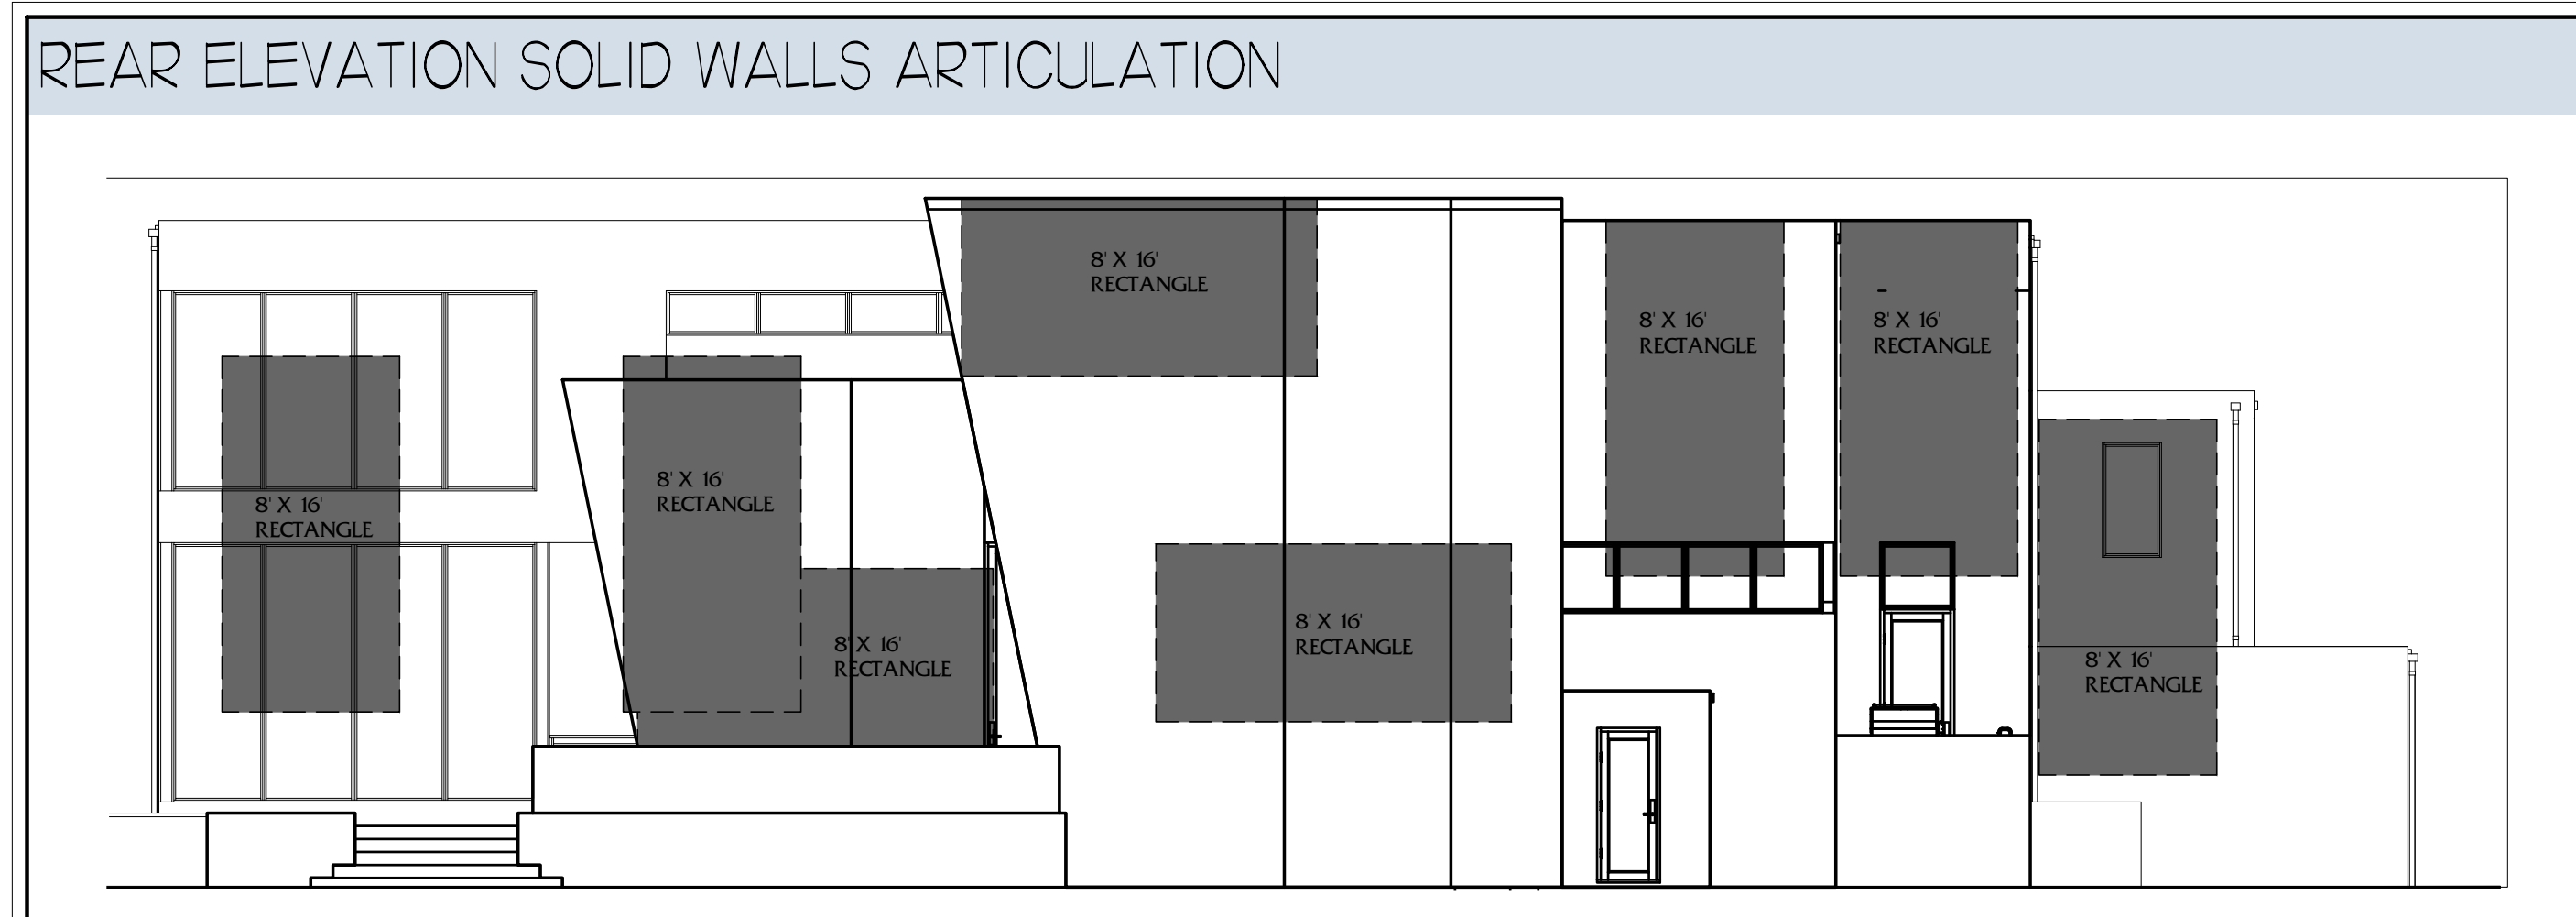 REAR ELEVATION SOLID WALLS ARTICULATION
8' X 16'
RECTANGLE
8' X 16'
RECTANGLE
8' X 16'
RECTANGLE
8' X 16'
RECTANGLE
8' X 16'
RECTANGLE
8' X 16'
RECTANGLE
8' X 16'
RECTANGLE
8' X 16'
RECTANGLE